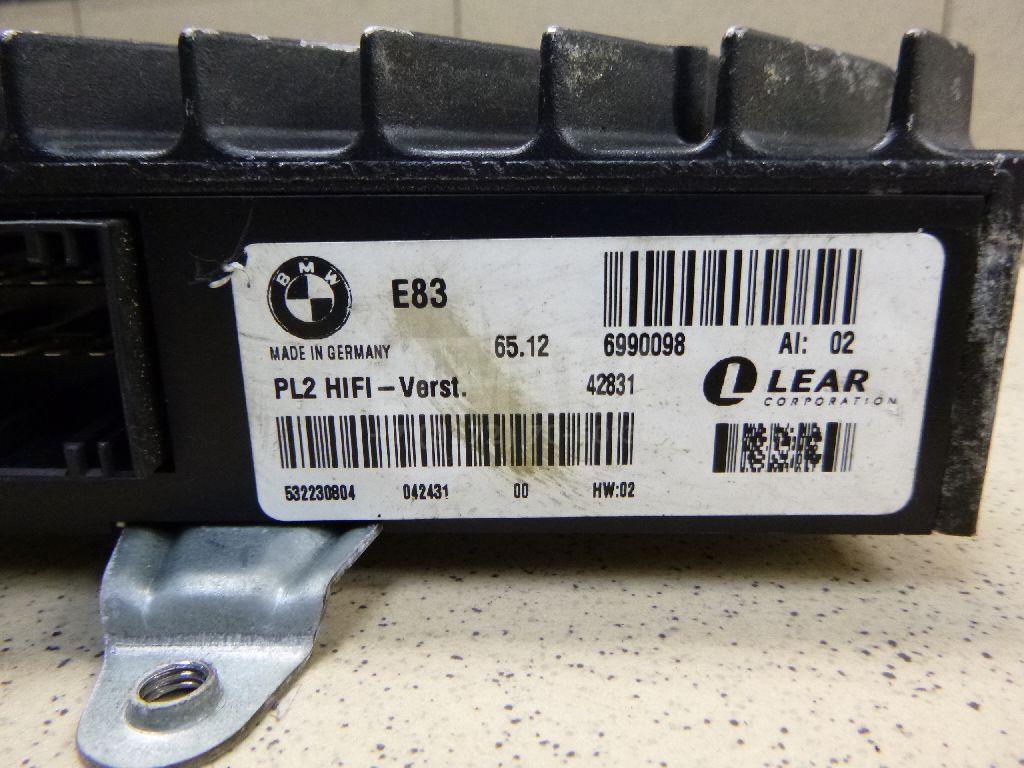 BMW
E83
MADE IN GERMANY 65.12 6990098 AI: 02
PL2 HIFI-Verst. 42831
LEAR
CORPORATION
532230804 042431 00 HW:02